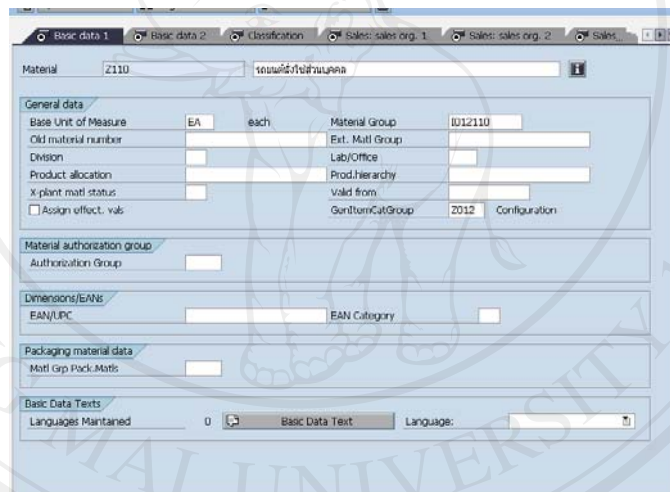 Basic data 1 Basic data 2 Classification Sales: sales org. 1 Sales: sales org. 2 Sales
Material Z110 รถยนต์นั่งใช้ส่วนบุคคล
General data
Base Unit of Measure EA each Material Group I012110
Old material number Ext. Matl Group
Division Lab/Office
Product allocation Prod.hierarchy
X-plant matl status Valid from
Assign effect. vals GenItemCatGroup Z012 Configuration
Material authorization group
Authorization Group
Dimensions/EANs
EAN/UPC EAN Category
Packaging material data
Matl Grp Pack.Matls
Basic Data Texts
Languages Maintained 0 Basic Data Text Language:
MAI UNIVERSITY